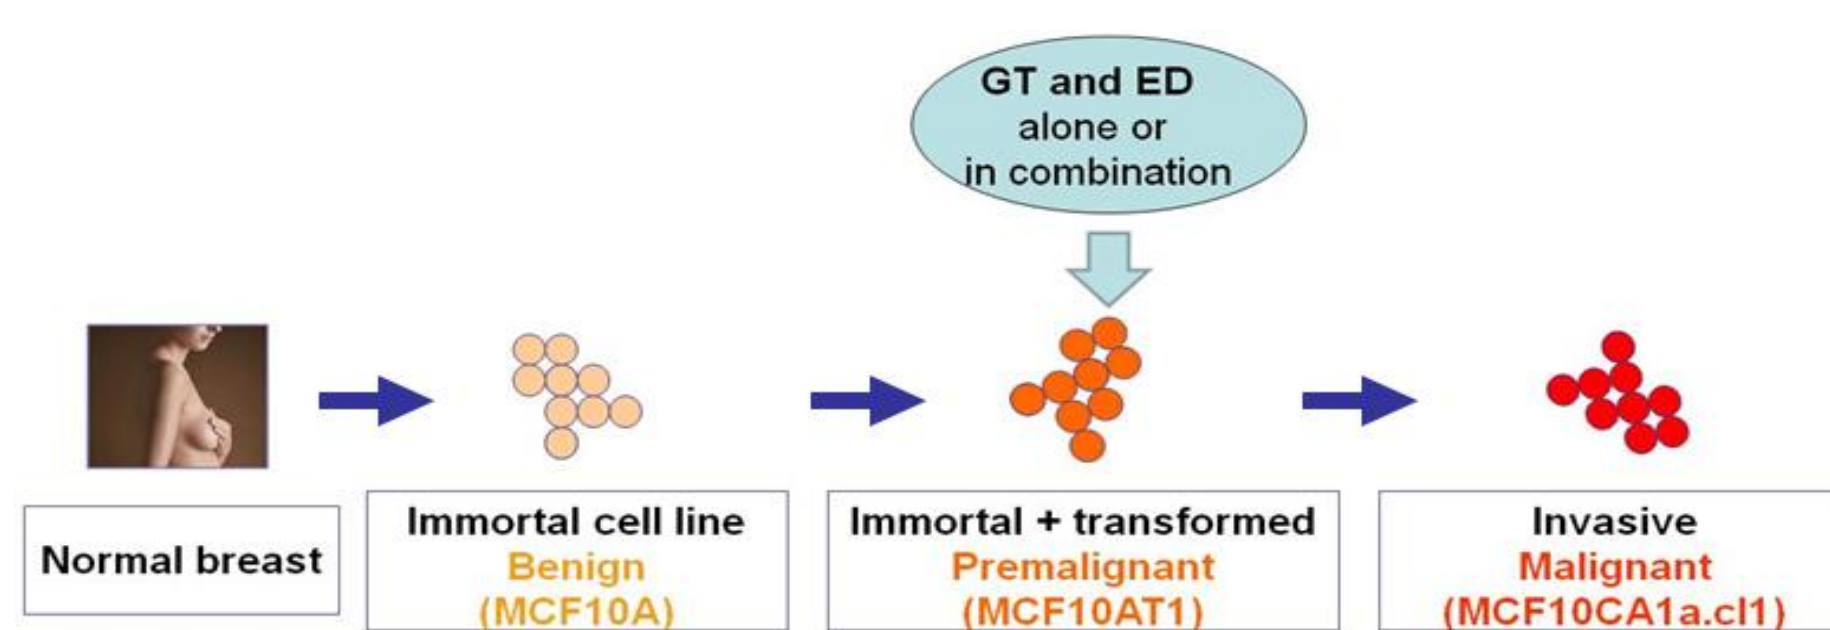 GT and ED
alone or
in combination
Normal breast
Immortal cell line
Benign
(MCF10A)
Immortal + transformed
Premalignant
(MCF10AT1)
Invasive
Malignant
(MCF10CA1a.cl1)